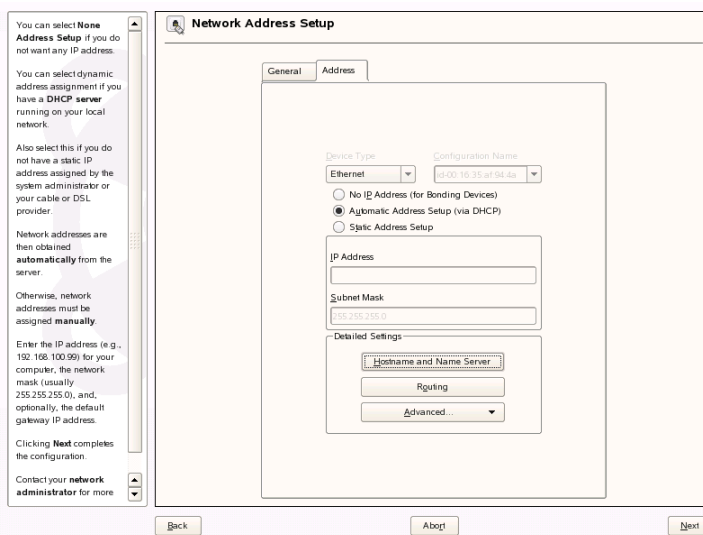 You can select None
Address Setup if you do
not want any IP address.
You can select dynamic
address assignment if you
have a DHCP server
running on your local
network.
Also select this if you do
not have a static IP
address assigned by the
system administrator or
your cable or DSL
provider.
Network addresses are
then obtained
automatically from the
server.
Otherwise, network
addresses must be
assigned manually.
Enter the IP address (e.g.,
192.168.100.99) for your
computer, the network
mask (usually
255.255.255.0), and,
optionally, the default
gateway IP address.
Clicking Next completes
the configuration.
Contact your network
administrator for more
Network Address Setup
General Address
Device Type Configuration Name
Ethernet id-00:16:35:af:94:4a
No IP Address (for Bonding Devices)
Automatic Address Setup (via DHCP)
Static Address Setup
IP Address
Subnet Mask
255.255.255.0
Detailed Settings
Hostname and Name Server
Routing
Advanced...
Back Abort Next